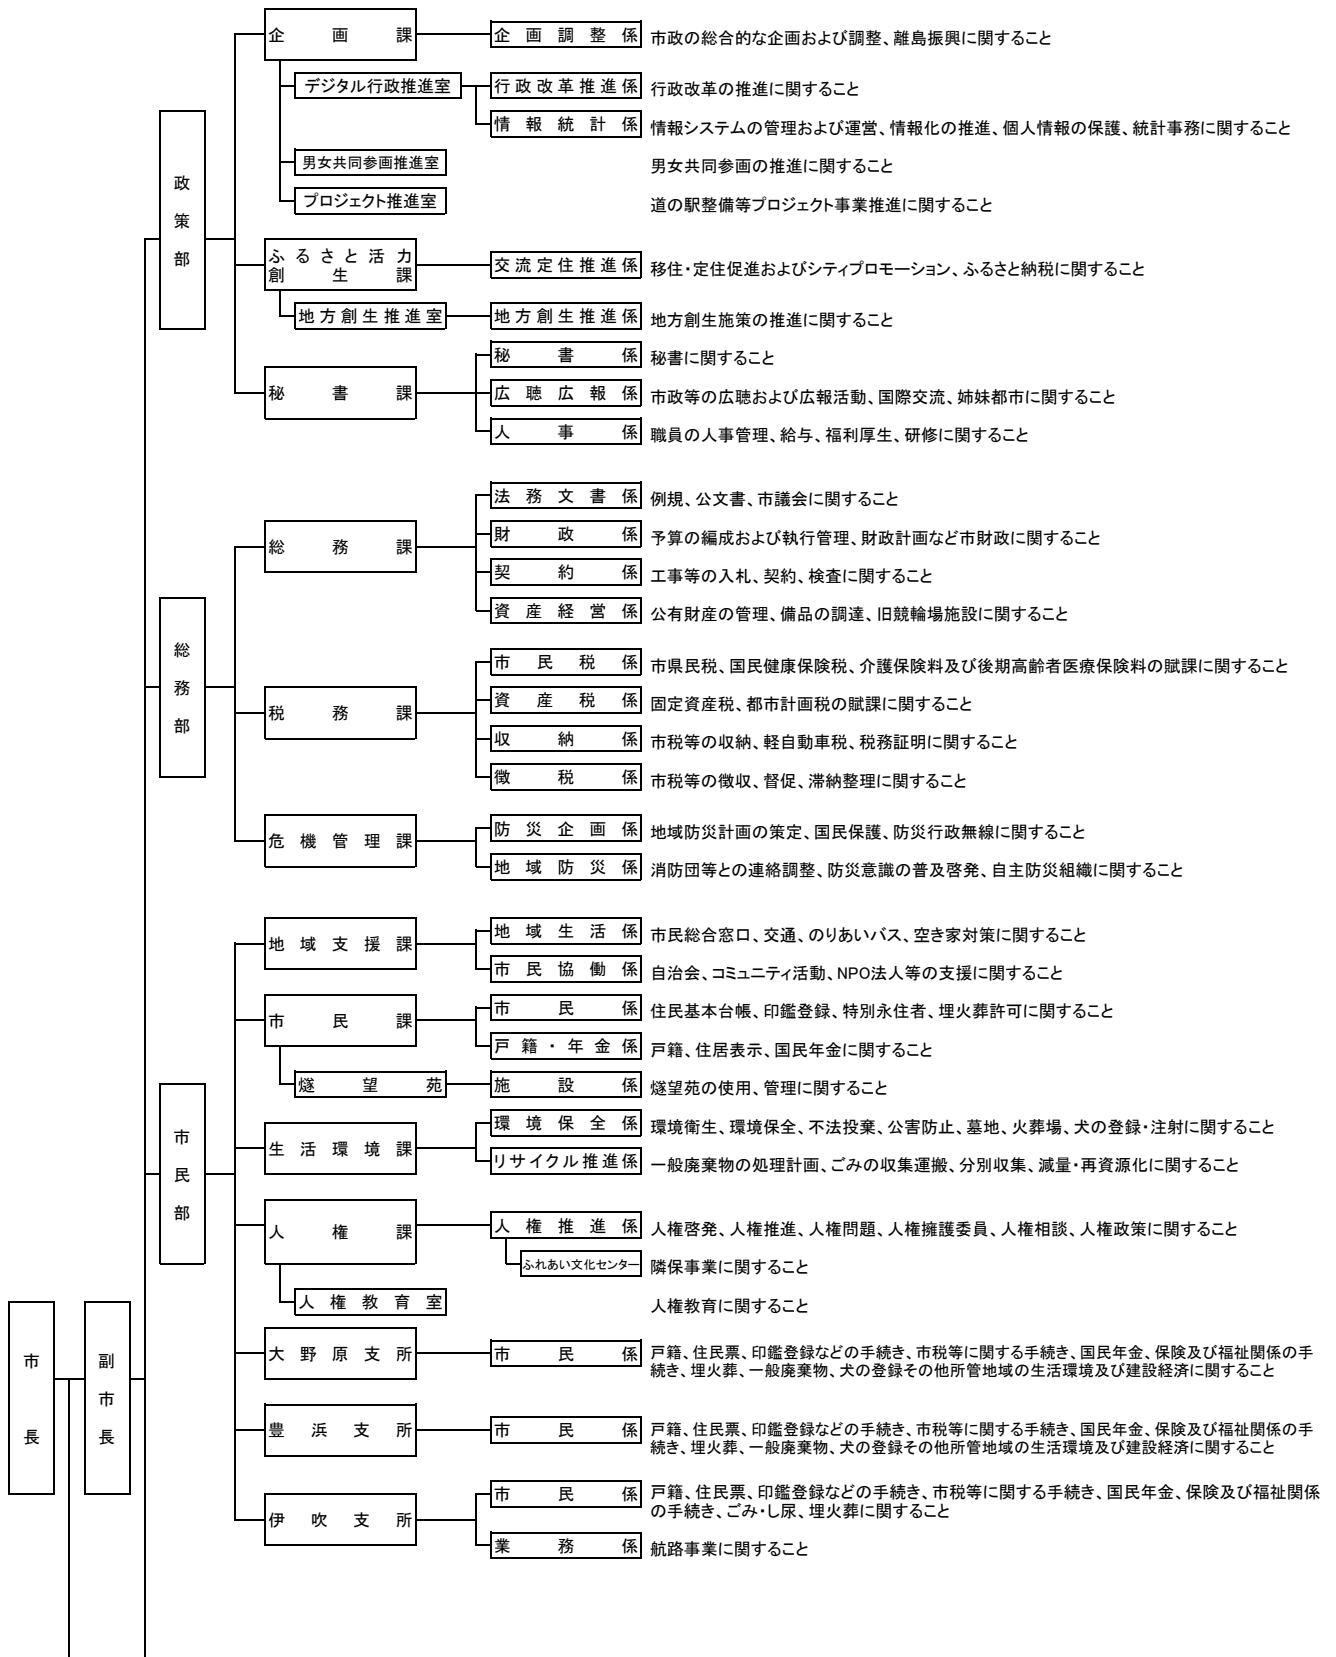 市長
副市長
政策部
企画課
企画調整係 市政の総合的な企画および調整、離島振興に関すること
デジタル行政推進室
行政改革推進係 行政改革の推進に関すること
情報統計係 情報システムの管理および運営、情報化の推進、個人情報の保護、統計事務に関すること
男女共同参画推進室 男女共同参画の推進に関すること
プロジェクト推進室 道の駅整備等プロジェクト事業推進に関すること
ふるさと活力
創生課
交流定住推進係 移住・定住促進およびシティプロモーション、ふるさと納税に関すること
地方創生推進室 地方創生推進係 地方創生施策の推進に関すること
秘書課
秘書係 秘書に関すること
広聴広報係 市政等の広聴および広報活動、国際交流、姉妹都市に関すること
人事係 職員の人事管理、給与、福利厚生、研修に関すること
総務部
総務課
法務文書係 例規、公文書、市議会に関すること
財政係 予算の編成および執行管理、財政計画など市財政に関すること
契約係 工事等の入札、契約、検査に関すること
資産経営係 公有財産の管理、備品の調達、旧競輪場施設に関すること
税務課
市民税係 市県民税、国民健康保険税、介護保険料及び後期高齢者医療保険料の賦課に関すること
資産税係 固定資産税、都市計画税の賦課に関すること
収納係 市税等の収納、軽自動車税、税務証明に関すること
徴税係 市税等の徴収、督促、滞納整理に関すること
危機管理課
防災企画係 地域防災計画の策定、国民保護、防災行政無線に関すること
地域防災係 消防団等との連絡調整、防災意識の普及啓発、自主防災組織に関すること
市民部
地域支援課
地域生活係 市民総合窓口、交通、のりあいバス、空き家対策に関すること
市民協働係 自治会、コミュニティ活動、NPO法人等の支援に関すること
市民課
市民係 住民基本台帳、印鑑登録、特別永住者、埋火葬許可に関すること
戸籍・年金係 戸籍、住居表示、国民年金に関すること
燧望苑 施設係 燧望苑の使用、管理に関すること
生活環境課
環境保全係 環境衛生、環境保全、不法投棄、公害防止、墓地、火葬場、犬の登録・注射に関すること
リサイクル推進係 一般廃棄物の処理計画、ごみの収集運搬、分別収集、減量・再資源化に関すること
人権課
人権推進係 人権啓発、人権推進、人権問題、人権擁護委員、人権相談、人権政策に関すること
ふれあい文化センター 隣保事業に関すること
人権教育室 人権教育に関すること
大野原支所 市民係 戸籍、住民票、印鑑登録などの手続き、市税等に関する手続き、国民年金、保険及び福祉関係の手
続き、埋火葬、一般廃棄物、犬の登録その他所管地域の生活環境及び建設経済に関すること
豊浜支所 市民係 戸籍、住民票、印鑑登録などの手続き、市税等に関する手続き、国民年金、保険及び福祉関係の手
続き、埋火葬、一般廃棄物、犬の登録その他所管地域の生活環境及び建設経済に関すること
伊吹支所
市民係 戸籍、住民票、印鑑登録などの手続き、市税等に関する手続き、国民年金、保険及び福祉関係
の手続き、ごみ・し尿、埋火葬に関すること
業務係 航路事業に関すること